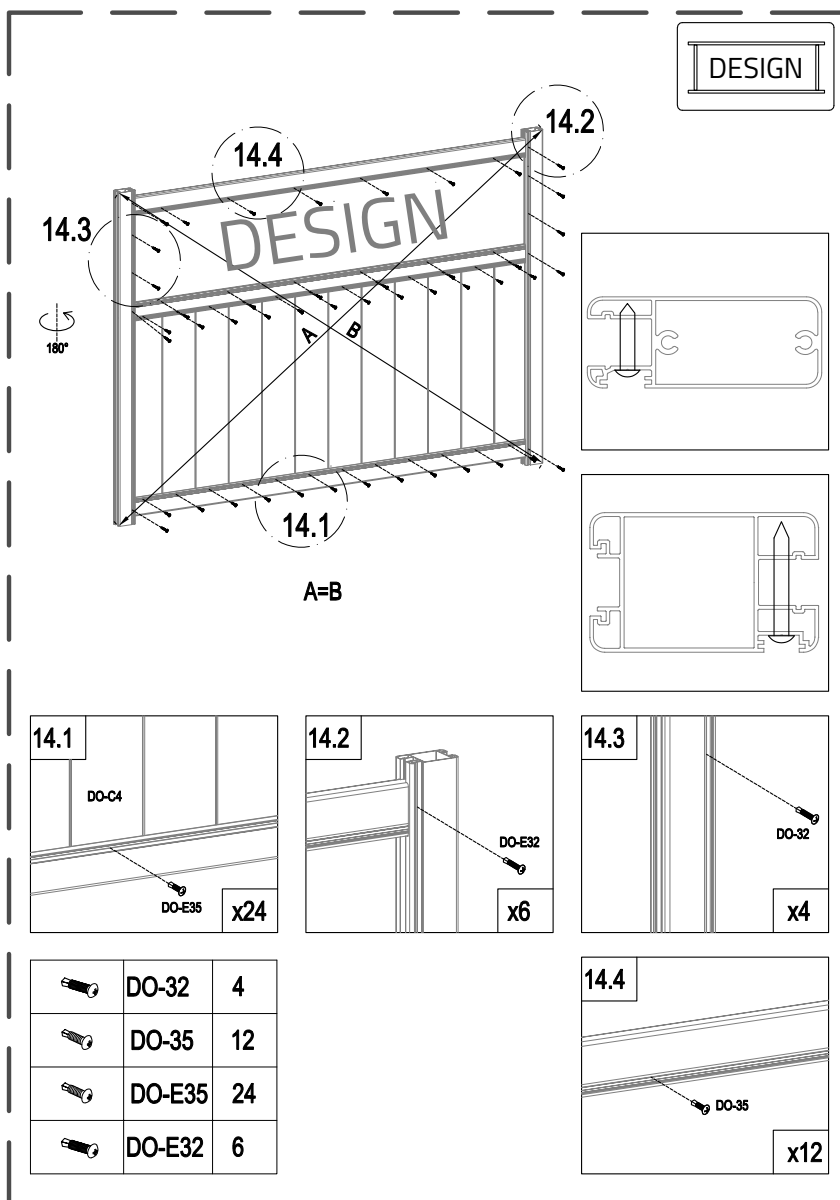 DESIGN
14.2
14.4
14.3
DESIGN
A
B
180°
14.1
A=B
14.1
DO-C4
DO-E35
x24
14.2
DO-E32
x6
14.3
DO-32
x4
DO-32 4
DO-35 12
DO-E35 24
DO-E32 6
14.4
DO-35
x12